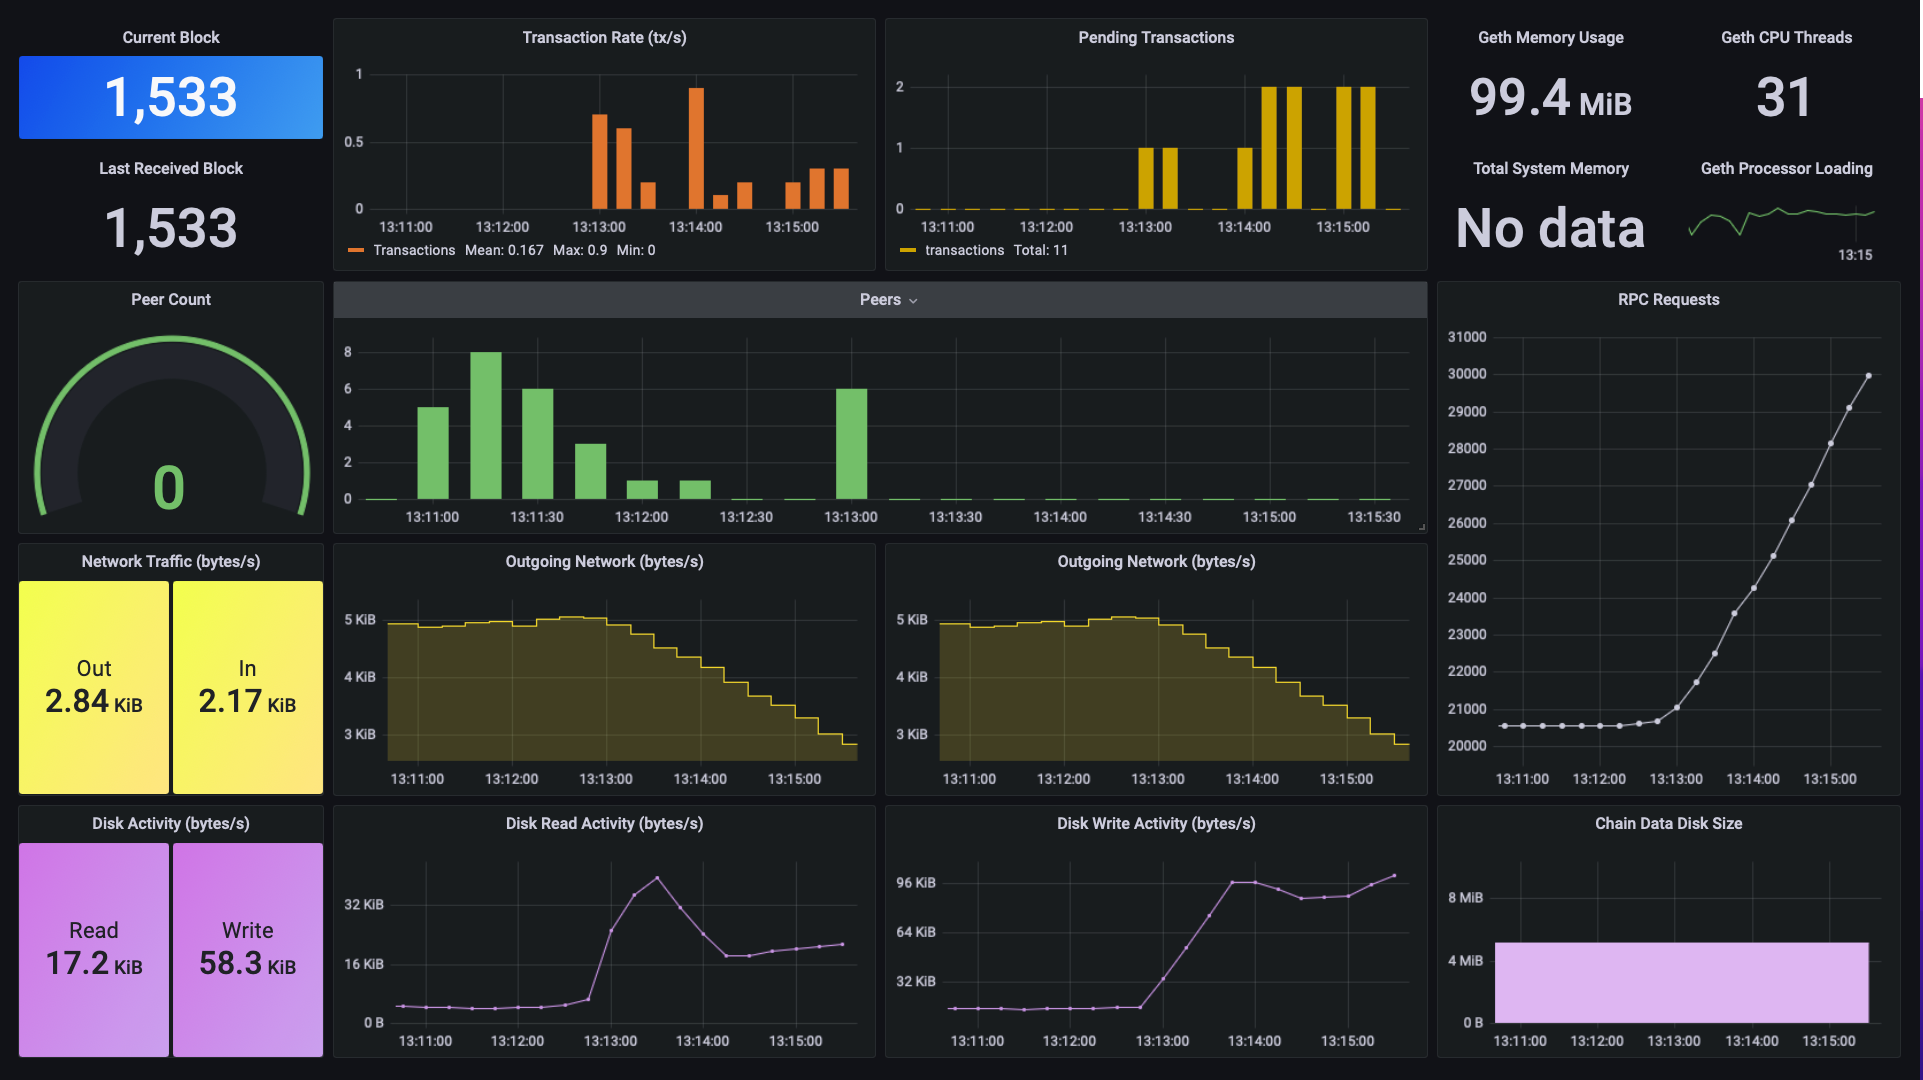 Current Block
1,533
Last Received Block
1,533
Transaction Rate (tx/s)
1
0.5
0
13:11:00 13:12:00 13:13:00 13:14:00 13:15:00
Transactions Mean: 0.167 Max: 0.9 Min: 0
Pending Transactions
2
1
0
13:11:00 13:12:00 13:13:00 13:14:00 13:15:00
transactions Total: 11
Geth Memory Usage
99.4 MiB
Geth CPU Threads
31
Total System Memory
No data
Geth Processor Loading
13:15
Peer Count
0
Peers
8
6
4
2
0
13:11:00 13:11:30 13:12:00 13:12:30 13:13:00 13:13:30 13:14:00 13:14:30 13:15:00 13:15:30
RPC Requests
31000
30000
29000
28000
27000
26000
25000
24000
23000
22000
21000
20000
13:11:00 13:12:00 13:13:00 13:14:00 13:15:00
Network Traffic (bytes/s)
Out
2.84 KiB
In
2.17 KiB
Outgoing Network (bytes/s)
5 KiB
4 KiB
3 KiB
13:11:00 13:12:00 13:13:00 13:14:00 13:15:00
Outgoing Network (bytes/s)
5 KiB
4 KiB
3 KiB
13:11:00 13:12:00 13:13:00 13:14:00 13:15:00
Disk Activity (bytes/s)
Read
17.2 KiB
Write
58.3 KiB
Disk Read Activity (bytes/s)
32 KiB
16 KiB
0 B
13:11:00 13:12:00 13:13:00 13:14:00 13:15:00
Disk Write Activity (bytes/s)
96 KiB
64 KiB
32 KiB
13:11:00 13:12:00 13:13:00 13:14:00 13:15:00
Chain Data Disk Size
8 MiB
4 MiB
0 B
13:11:00 13:12:00 13:13:00 13:14:00 13:15:00